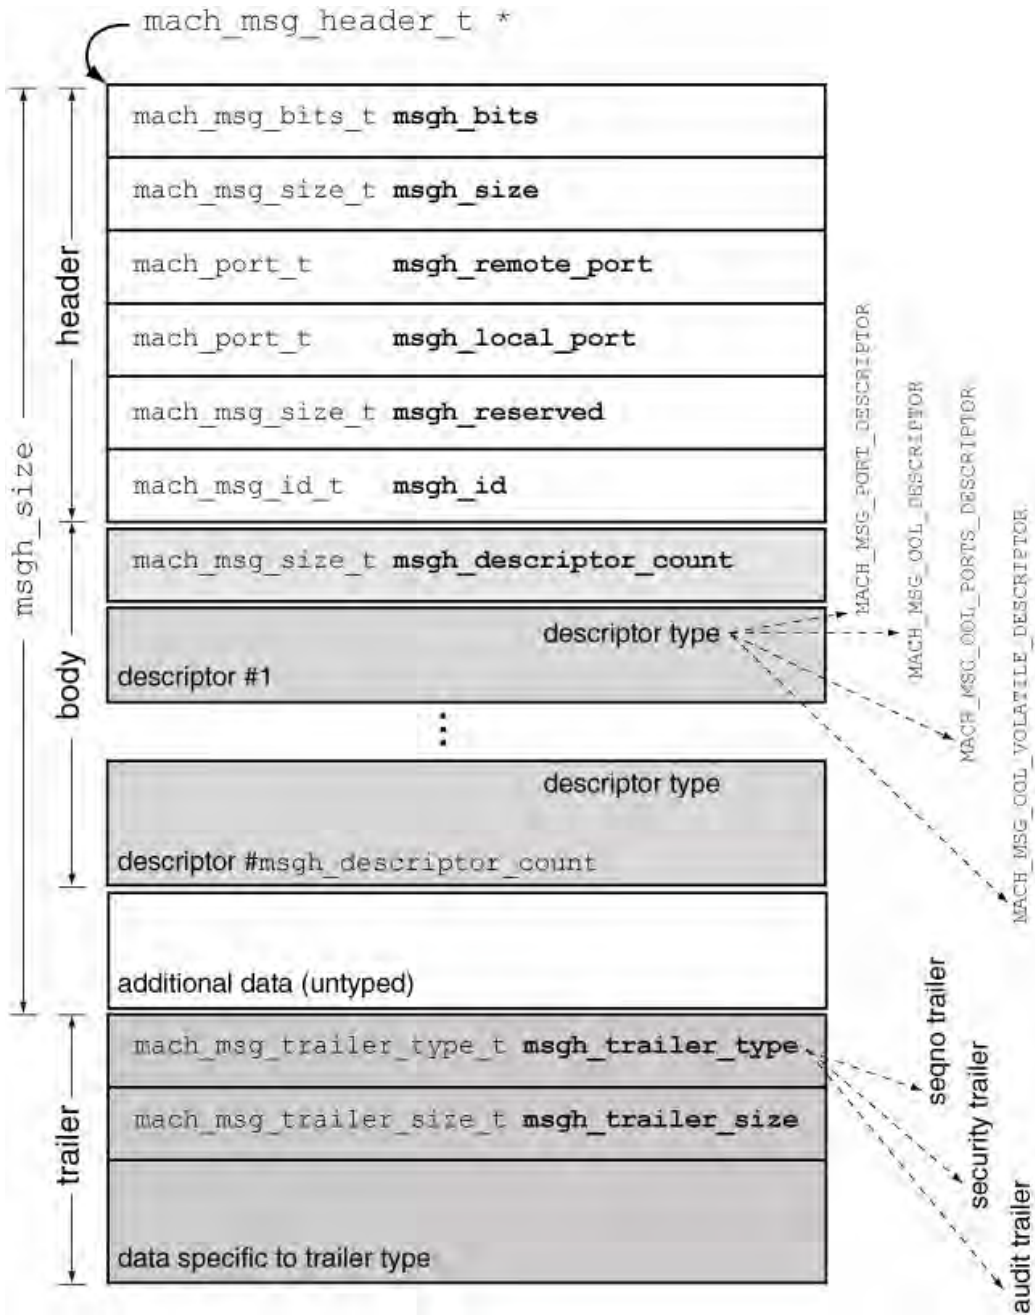 mach_msg_header_t *
mach_msg_bits_t msgh_bits
mach_msg_size_t msgh_size
mach_port_t msgh_remote_port
mach_port_t msgh_local_port
mach_msg_size_t msgh_reserved
mach_msg_id_t msgh_id
header
msgh_size
mach_msg_size_t msgh_descriptor_count
descriptor type
descriptor #1
⋮
body
descriptor type
descriptor #msgh_descriptor_count
additional data (untyped)
MACH_MSG_PORT_DESCRIPTOR
MACH_MSG_OOL_DESCRIPTOR
MACH_MSG_OOL_PORTS_DESCRIPTOR
MACH_MSG_OOL_VOLATILE_DESCRIPTOR
mach_msg_trailer_type_t msgh_trailer_type
mach_msg_trailer_size_t msgh_trailer_size
data specific to trailer type
trailer
seqno trailer
security trailer
audit trailer